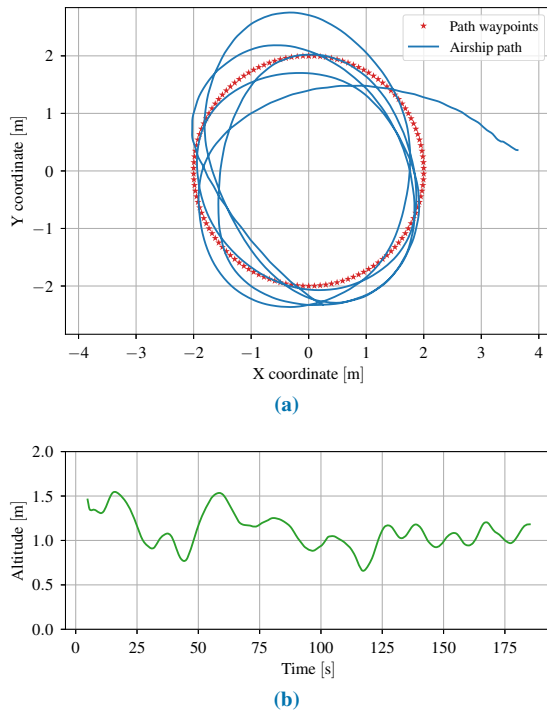 (a)
Path waypoints
Airship path
Y coordinate [m]
2
1
0
−1
−2
−4 −3 −2 −1 0 1 2 3 4
X coordinate [m]
(a)
Altitude [m]
2.0
1.5
1.0
0.5
0.0
0 25 50 75 100 125 150 175
Time [s]
(b)